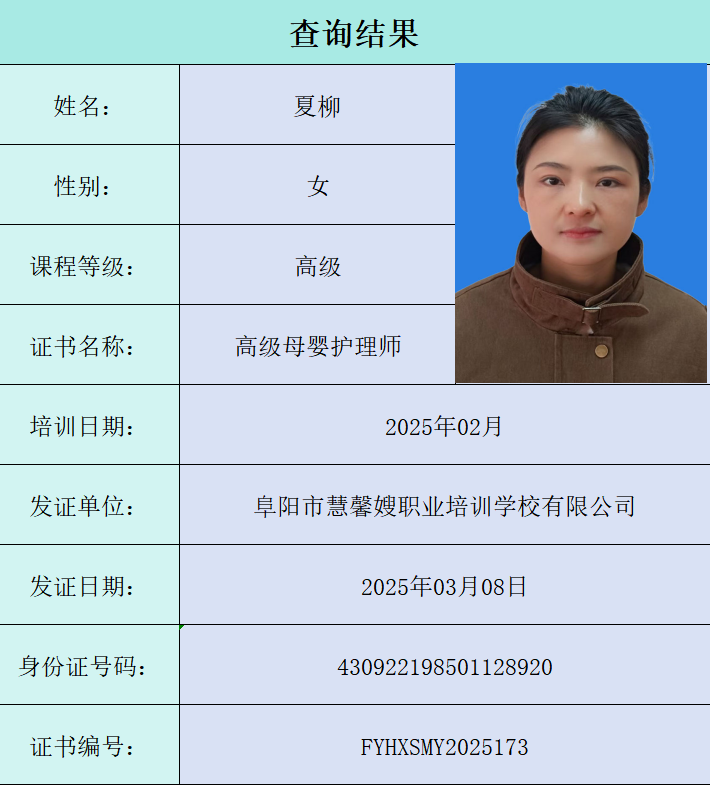 查询结果
姓名： 夏柳
性别： 女
课程等级： 高级
证书名称： 高级母婴护理师
培训日期： 2025年02月
发证单位： 阜阳市慧馨嫂职业培训学校有限公司
发证日期： 2025年03月08日
身份证号码： 430922198501128920
证书编号： FYHXSMY2025173